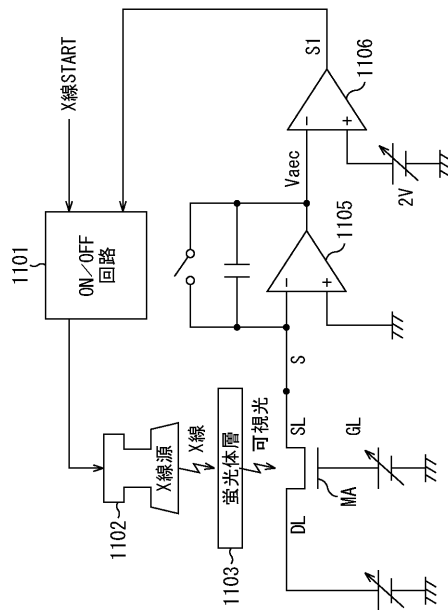 1101
ON/OFF
回路
X線START
S1
1102
X線源
X線
1103
蛍光体層
可視光
DL
SL
MA
GL
S
1105
Vaec
1106
2V
−
+
−
+